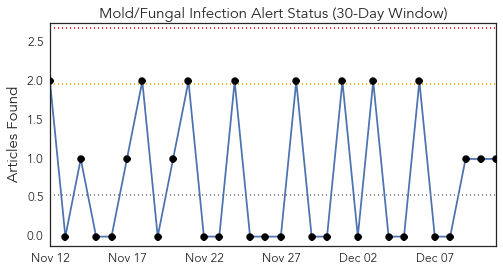 Mold/Fungal Infection Alert Status (30-Day Window)
Articles Found
2.5
2.0
1.5
1.0
0.5
0.0
Nov 12 Nov 17 Nov 22 Nov 27 Dec 02 Dec 07